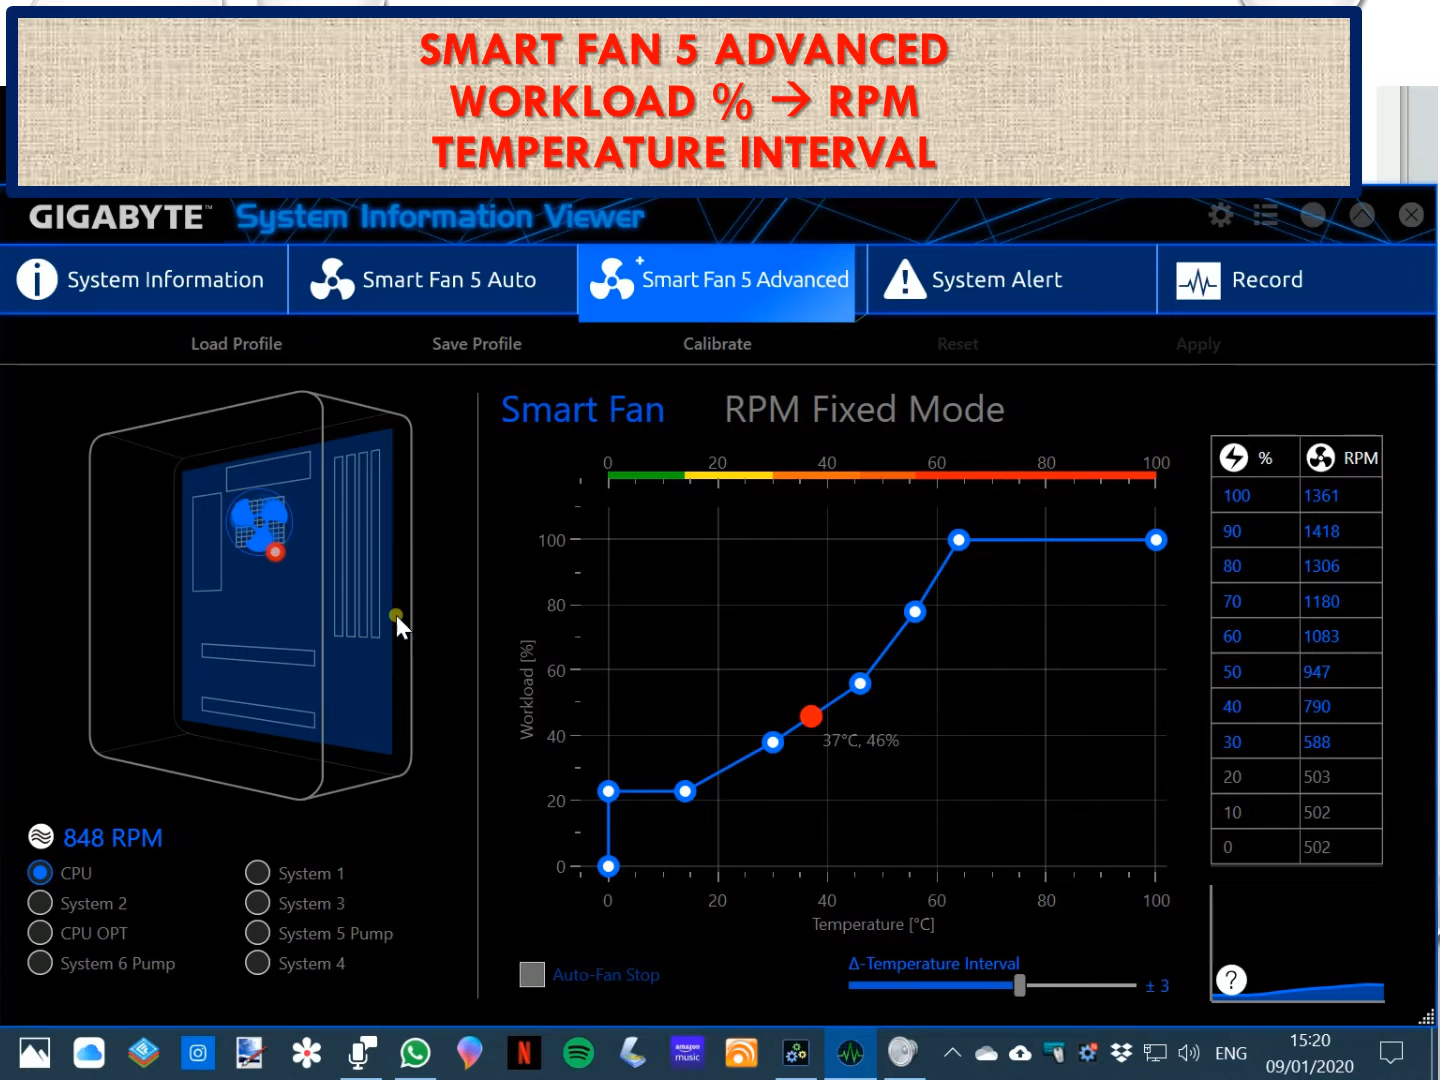 SMART FAN 5 ADVANCED
WORKLOAD % → RPM
TEMPERATURE INTERVAL
GIGABYTE™ System Information Viewer
System Information
Smart Fan 5 Auto
Smart Fan 5 Advanced
System Alert
Record
Load Profile
Save Profile
Calibrate
Reset
Apply
Smart Fan
RPM Fixed Mode
0 20 40 60 80 100
100
80
60
40
20
0
Workload [%]
37°C, 46%
0 20 40 60 80 100
Temperature [°C]
% RPM
100 1361
90 1418
80 1306
70 1180
60 1083
50 947
40 790
30 588
20 503
10 502
0 502
848 RPM
CPU
System 1
System 2
System 3
CPU OPT
System 5 Pump
System 6 Pump
System 4
Auto-Fan Stop
Δ-Temperature Interval
± 3
?
N
amazon music
ENG
15:20
09/01/2020